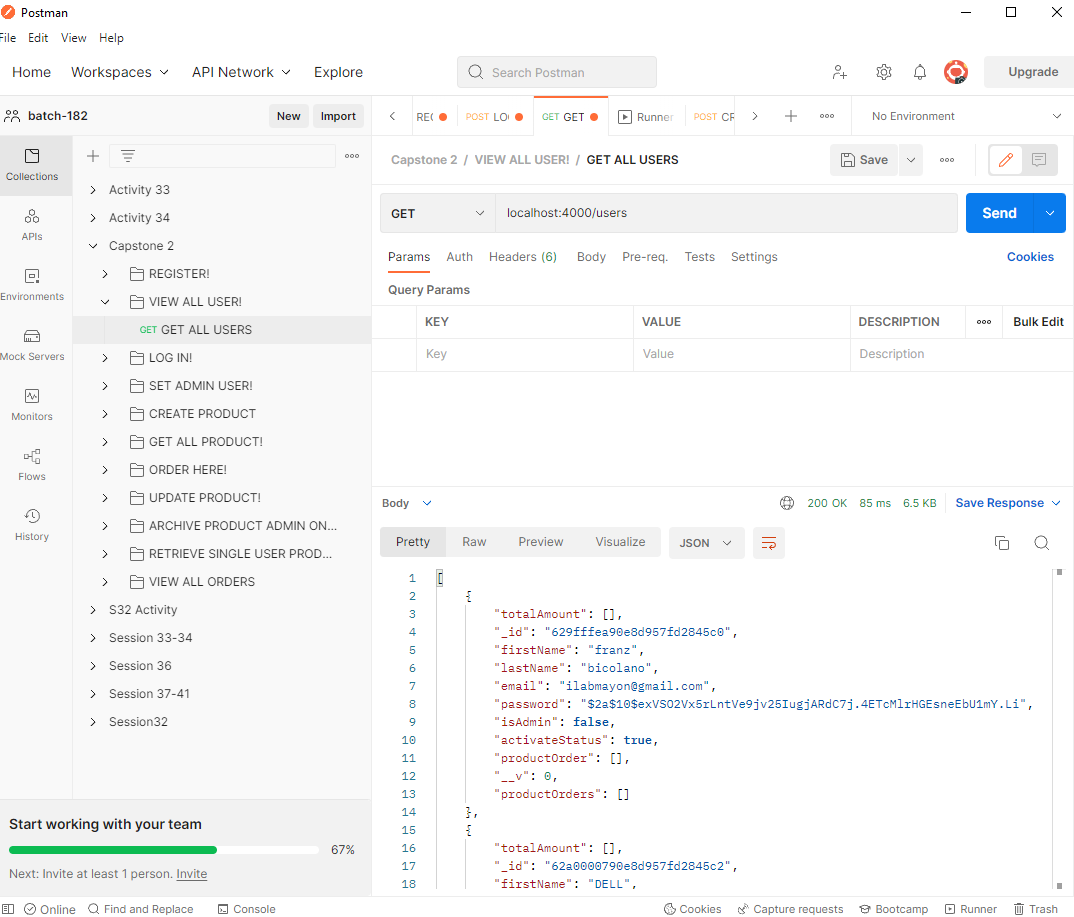 Postman
File Edit View Help
Home Workspaces API Network Explore Search Postman Upgrade
batch-182 New Import POST GET GET Runner POST No Environment
Collections
APIs
Environments
Mock Servers
Monitors
Flows
History
Activity 33
Activity 34
Capstone 2
REGISTER!
VIEW ALL USER!
GET GET ALL USERS
LOG IN!
SET ADMIN USER!
CREATE PRODUCT
GET ALL PRODUCT!
ORDER HERE!
UPDATE PRODUCT!
ARCHIVE PRODUCT ADMIN ON...
RETRIEVE SINGLE USER PROD...
VIEW ALL ORDERS
S32 Activity
Session 33-34
Session 36
Session 37-41
Session32
Start working with your team
67%
Next: Invite at least 1 person. Invite
Capstone 2 / VIEW ALL USER! / GET ALL USERS Save
GET localhost:4000/users Send
Params Auth Headers (6) Body Pre-req. Tests Settings Cookies
Query Params
KEY VALUE DESCRIPTION Bulk Edit
Key Value Description
Body 200 OK 85 ms 6.5 KB Save Response
Pretty Raw Preview Visualize JSON
1 [
2 {
3 "totalAmount": [],
4 "_id": "629fffea90e8d957fd2845c0",
5 "firstName": "franz",
6 "lastName": "bicolano",
7 "email": "ilabmayon@gmail.com",
8 "password": "$2a$10$exVSO2Vx5rLntVe9jv25IugjARdC7j.4ETcMlrHGEsneEbU1mY.Li",
9 "isAdmin": false,
10 "activateStatus": true,
11 "productOrder": [],
12 "__v": 0,
13 "productOrders": []
14 },
15 {
16 "totalAmount": [],
17 "_id": "62a0000790e8d957fd2845c2",
18 "firstName": "DELL",
Online Find and Replace Console Cookies Capture requests Bootcamp Runner Trash